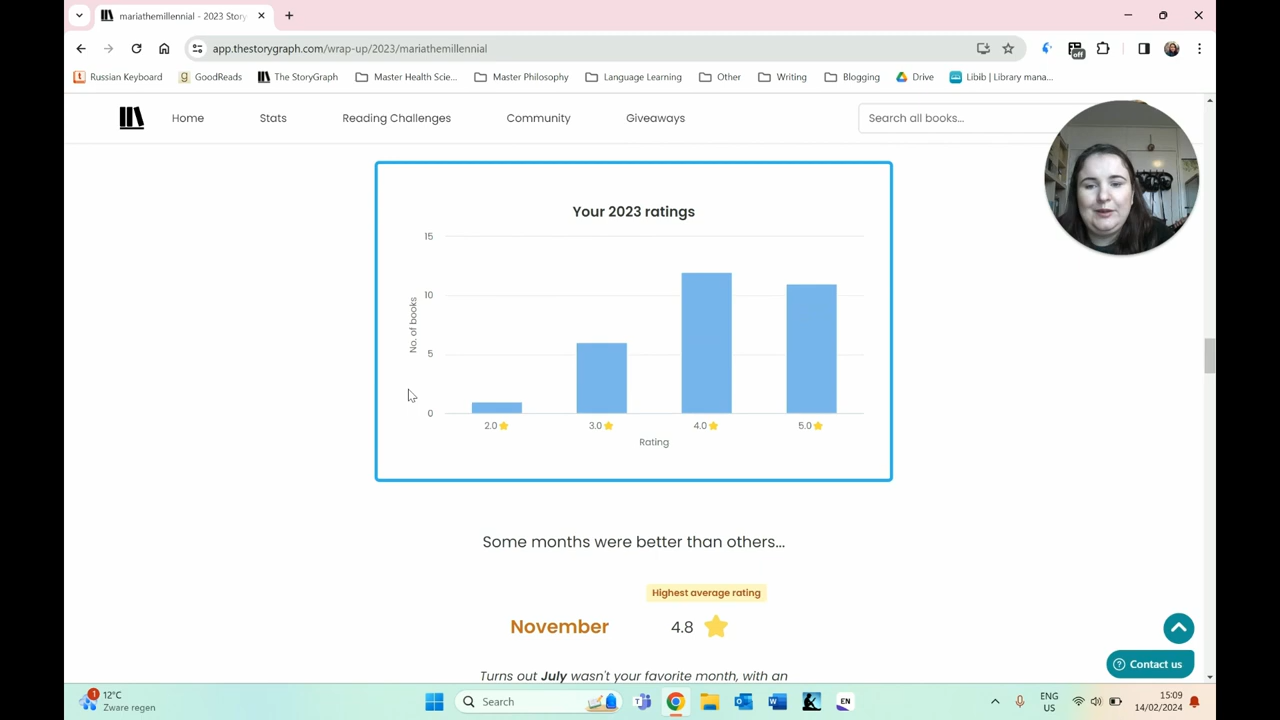 mariathemillennial - 2023 Story
app.thestorygraph.com/wrap-up/2023/mariathemillennial
off
Russian Keyboard
GoodReads
The StoryGraph
Master Health Scie...
Master Philosophy
Language Learning
Other
Writing
Blogging
Drive
Libib | Library mana...
Home
Stats
Reading Challenges
Community
Giveaways
Search all books...
Your 2023 ratings
15
10
5
0
No. of books
2.0
3.0
4.0
5.0
Rating
Some months were better than others...
Highest average rating
November
4.8
Turns out July wasn't your favorite month, with an
Contact us
1
12°C
Zware regen
Search
EN
ENG
US
15:09
14/02/2024